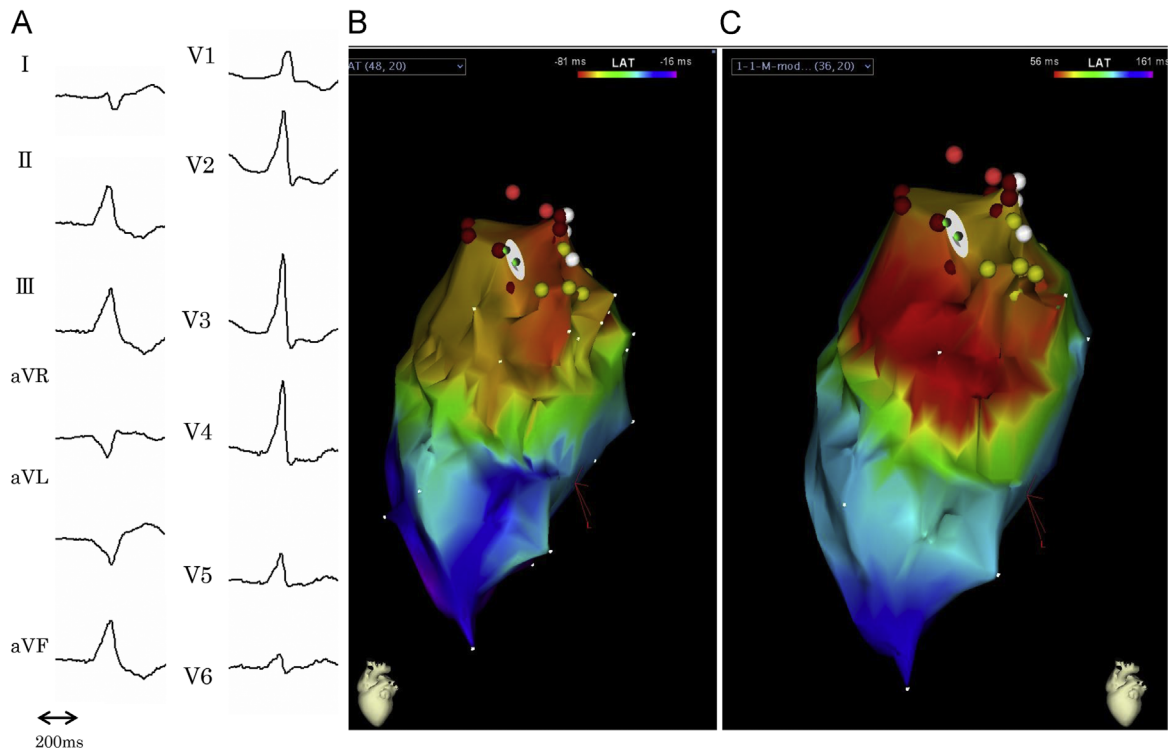 A
B
C
I
II
III
aVR
aVL
aVF
V1
V2
V3
V4
V5
V6
200ms
AT (48, 20)
-81 ms LAT -16 ms
1-1-M-mod... (36, 20)
56 ms LAT 161 ms